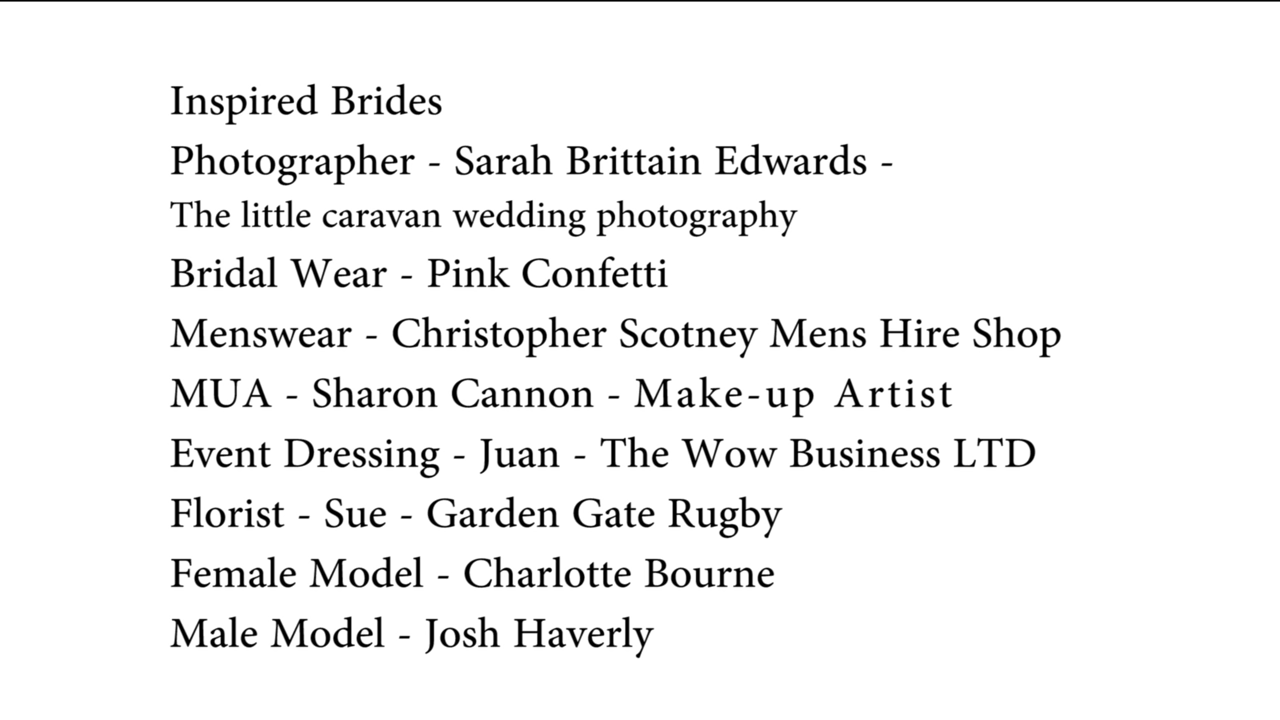 Inspired Brides
Photographer - Sarah Brittain Edwards -
The little caravan wedding photography
Bridal Wear - Pink Confetti
Menswear - Christopher Scotney Mens Hire Shop
MUA - Sharon Cannon - Make-up Artist
Event Dressing - Juan - The Wow Business LTD
Florist - Sue - Garden Gate Rugby
Female Model - Charlotte Bourne
Male Model - Josh Haverly